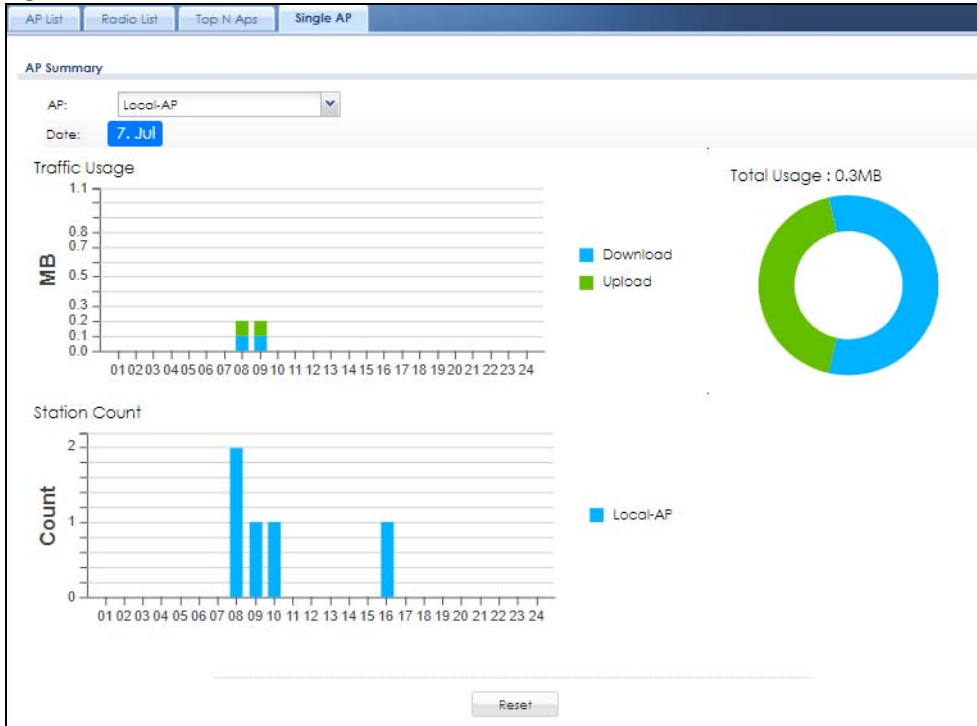 AP List Radio List Top N Aps Single AP
AP Summary
AP: Local-AP
Date: 7. Jul
Traffic Usage
Total Usage : 0.3MB
1.1
0.8
0.7
0.5
0.3
0.2
0.1
0.0
MB
01 02 03 04 05 06 07 08 09 10 11 12 13 14 15 16 17 18 19 20 21 22 23 24
Download
Upload
Station Count
2
1
0
Count
01 02 03 04 05 06 07 08 09 10 11 12 13 14 15 16 17 18 19 20 21 22 23 24
Local-AP
Reset